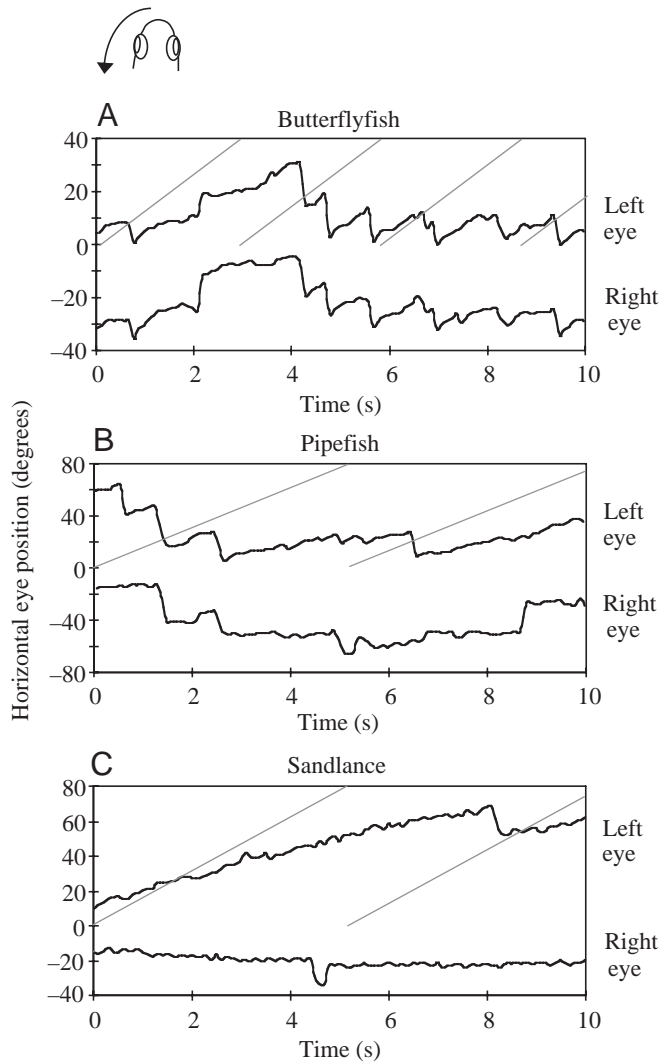 A
Butterflyfish
40
20
0
–20
–40
Left
eye
Right
eye
0 2 4 6 8 10
Time (s)
B
Pipefish
80
40
0
–40
–80
Left
eye
Right
eye
0 2 4 6 8 10
Time (s)
Horizontal eye position (degrees)
C
Sandlance
80
60
40
20
0
–20
–40
Left
eye
Right
eye
0 2 4 6 8 10
Time (s)